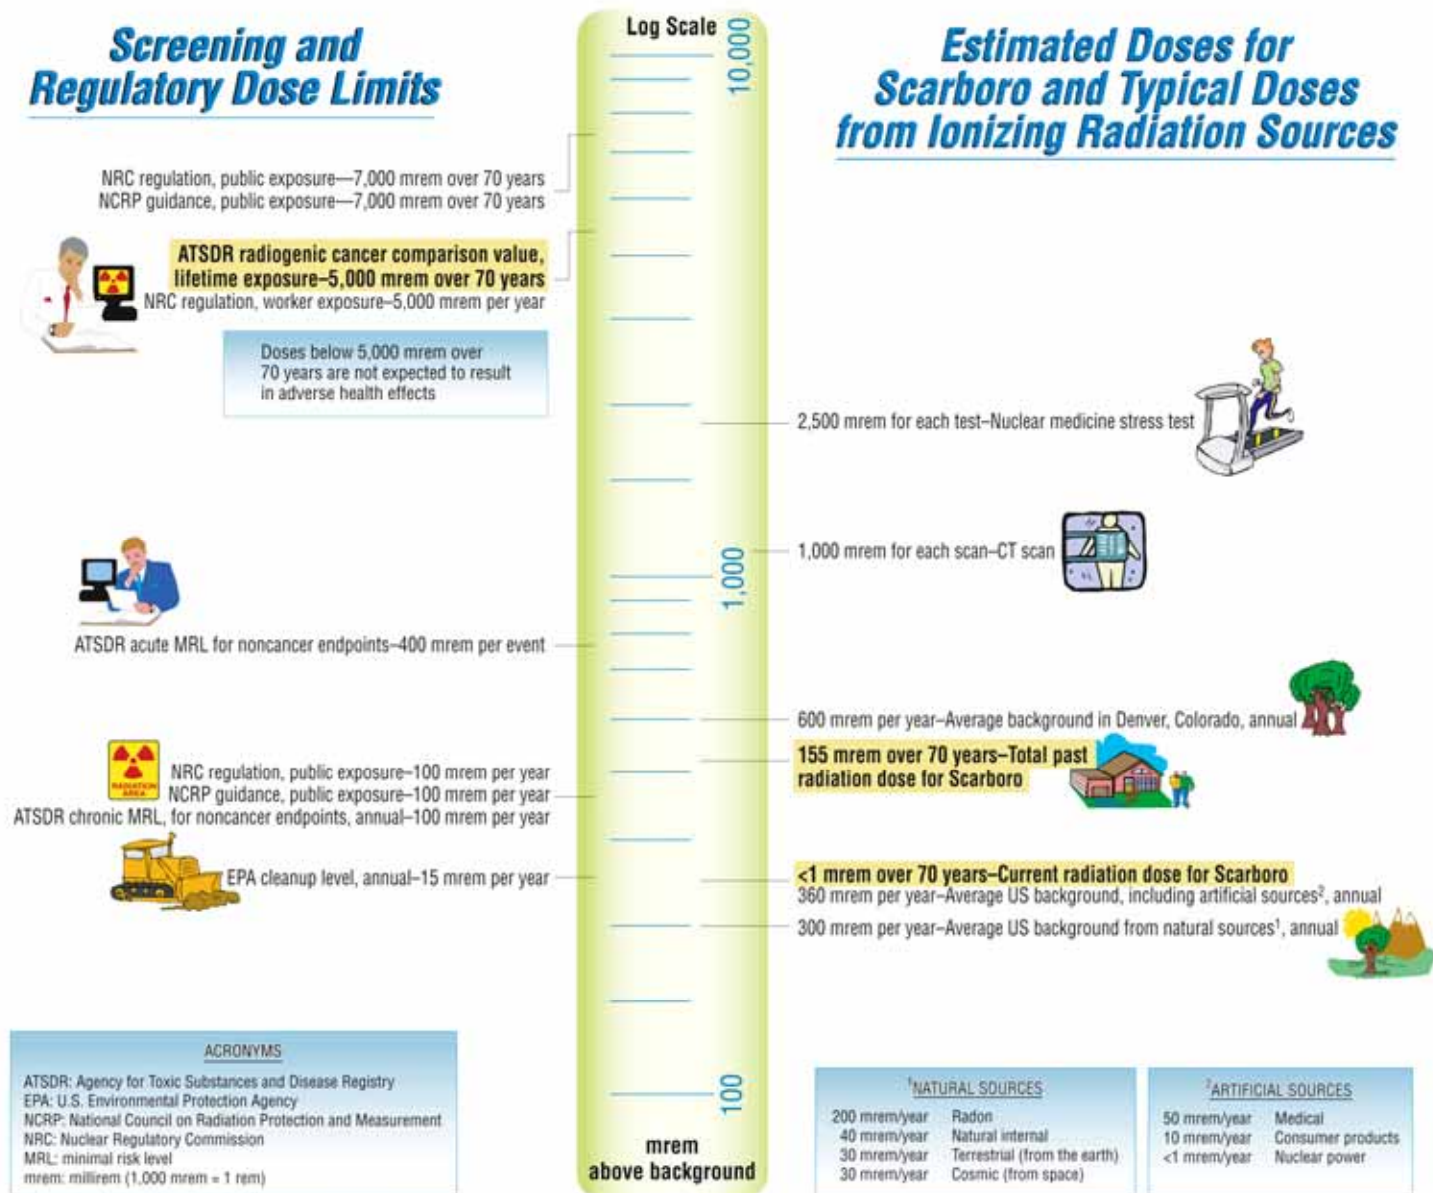 Screening and
Regulatory Dose Limits
NRC regulation, public exposure—7,000 mrem over 70 years
NCRP guidance, public exposure—7,000 mrem over 70 years
ATSDR radiogenic cancer comparison value,
lifetime exposure–5,000 mrem over 70 years
NRC regulation, worker exposure–5,000 mrem per year
Doses below 5,000 mrem over
70 years are not expected to result
in adverse health effects
ATSDR acute MRL for noncancer endpoints–400 mrem per event
RADIATION
AREA
NRC regulation, public exposure–100 mrem per year
NCRP guidance, public exposure–100 mrem per year
ATSDR chronic MRL, for noncancer endpoints, annual–100 mrem per year
EPA cleanup level, annual–15 mrem per year
ACRONYMS
ATSDR: Agency for Toxic Substances and Disease Registry
EPA: U.S. Environmental Protection Agency
NCRP: National Council on Radiation Protection and Measurement
NRC: Nuclear Regulatory Commission
MRL: minimal risk level
mrem: millirem (1,000 mrem = 1 rem)
Log Scale
10,000
1,000
100
mrem
above background
Estimated Doses for
Scarboro and Typical Doses
from Ionizing Radiation Sources
2,500 mrem for each test–Nuclear medicine stress test
1,000 mrem for each scan–CT scan
600 mrem per year–Average background in Denver, Colorado, annual
155 mrem over 70 years–Total past
radiation dose for Scarboro
<1 mrem over 70 years–Current radiation dose for Scarboro
360 mrem per year–Average US background, including artificial sources², annual
300 mrem per year–Average US background from natural sources¹, annual
¹NATURAL SOURCES
200 mrem/year Radon
40 mrem/year Natural internal
30 mrem/year Terrestrial (from the earth)
30 mrem/year Cosmic (from space)
²ARTIFICIAL SOURCES
50 mrem/year Medical
10 mrem/year Consumer products
<1 mrem/year Nuclear power